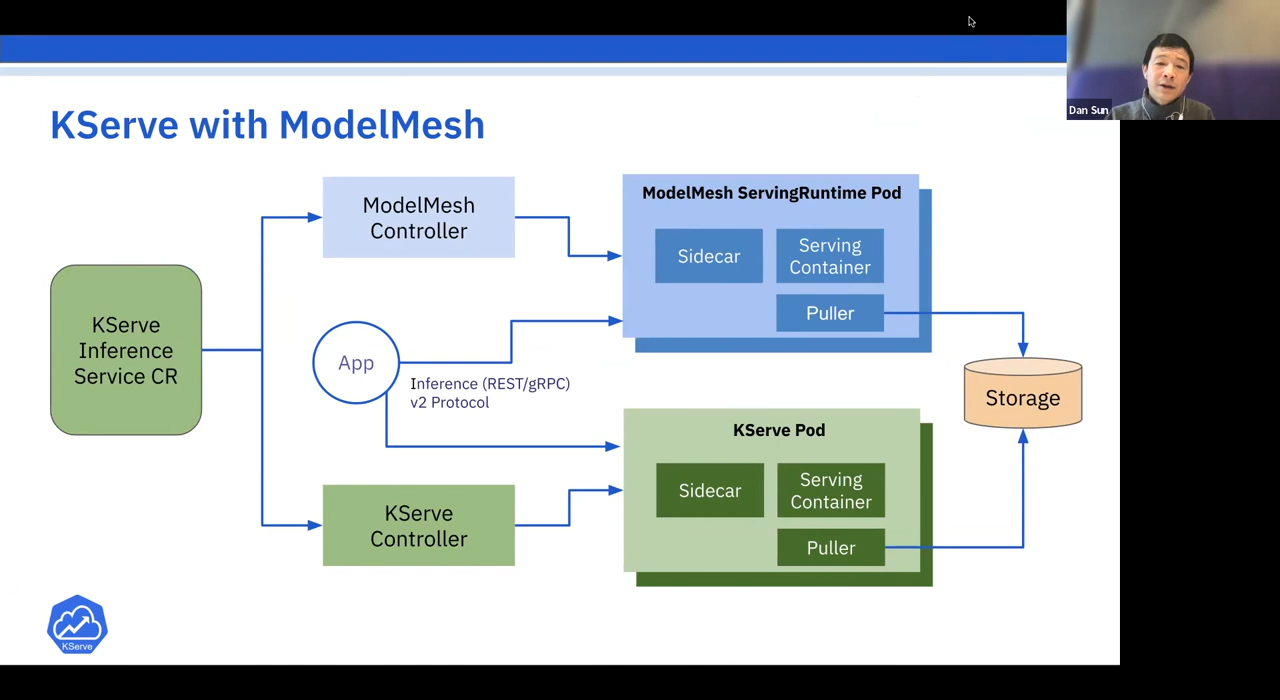 Dan Sun
KServe with ModelMesh
ModelMesh
Controller
ModelMesh ServingRuntime Pod
Sidecar
Serving
Container
Puller
KServe
Inference
Service CR
App
Inference (REST/gRPC)
v2 Protocol
Storage
KServe Pod
Sidecar
Serving
Container
Puller
KServe
Controller
KServe